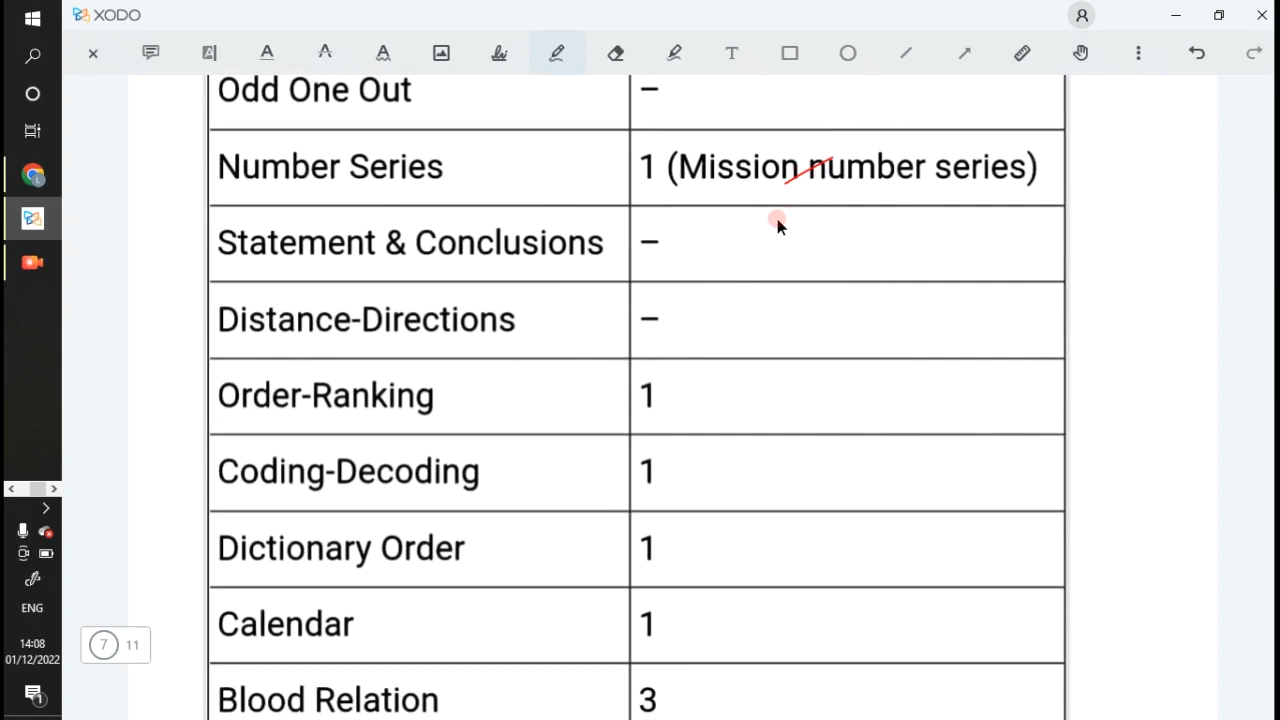 XODO
Odd One Out –
Number Series 1 (Mission number series)
Statement & Conclusions –
Distance-Directions –
Order-Ranking 1
Coding-Decoding 1
Dictionary Order 1
Calendar 1
Blood Relation 3
ENG
14:08
01/12/2022
7 11
1